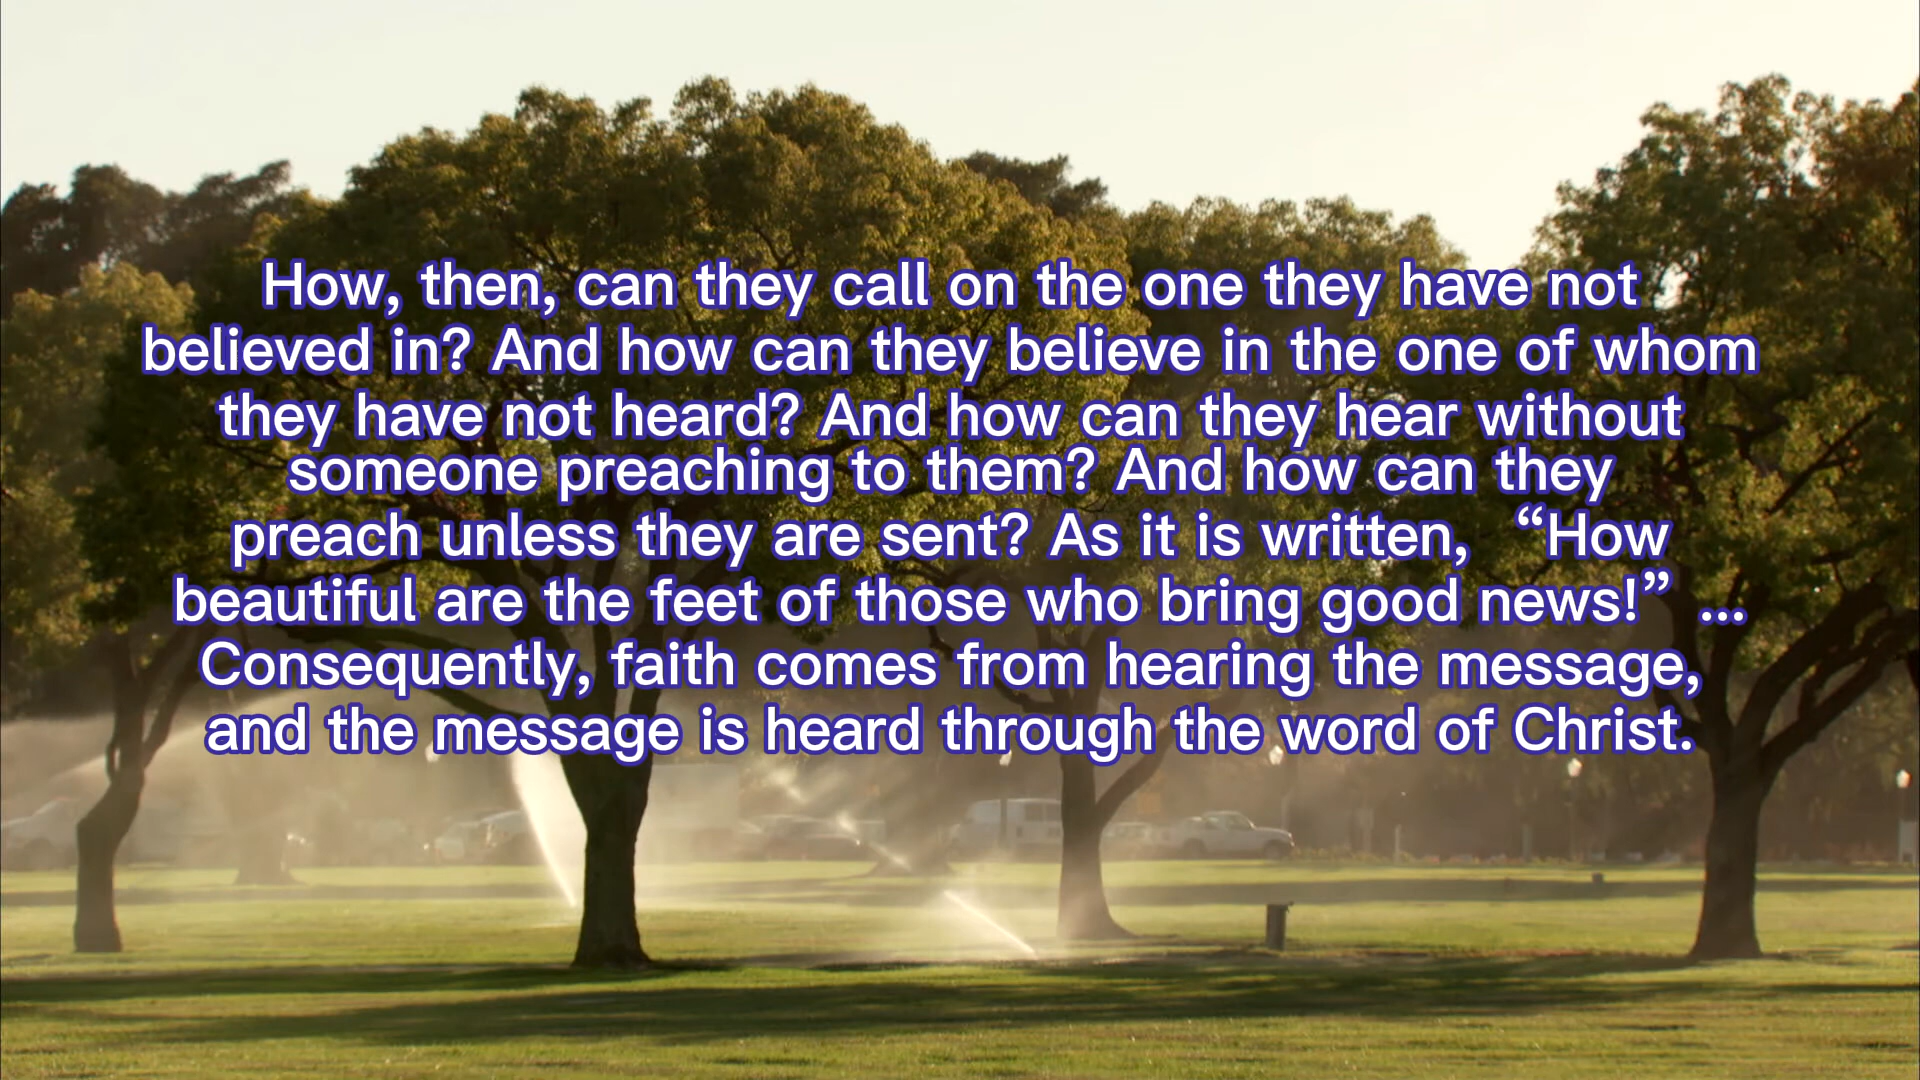 How, then, can they call on the one they have not
believed in? And how can they believe in the one of whom
they have not heard? And how can they hear without
someone preaching to them? And how can they
preach unless they are sent? As it is written, “How
beautiful are the feet of those who bring good news!” ...
Consequently, faith comes from hearing the message,
and the message is heard through the word of Christ.